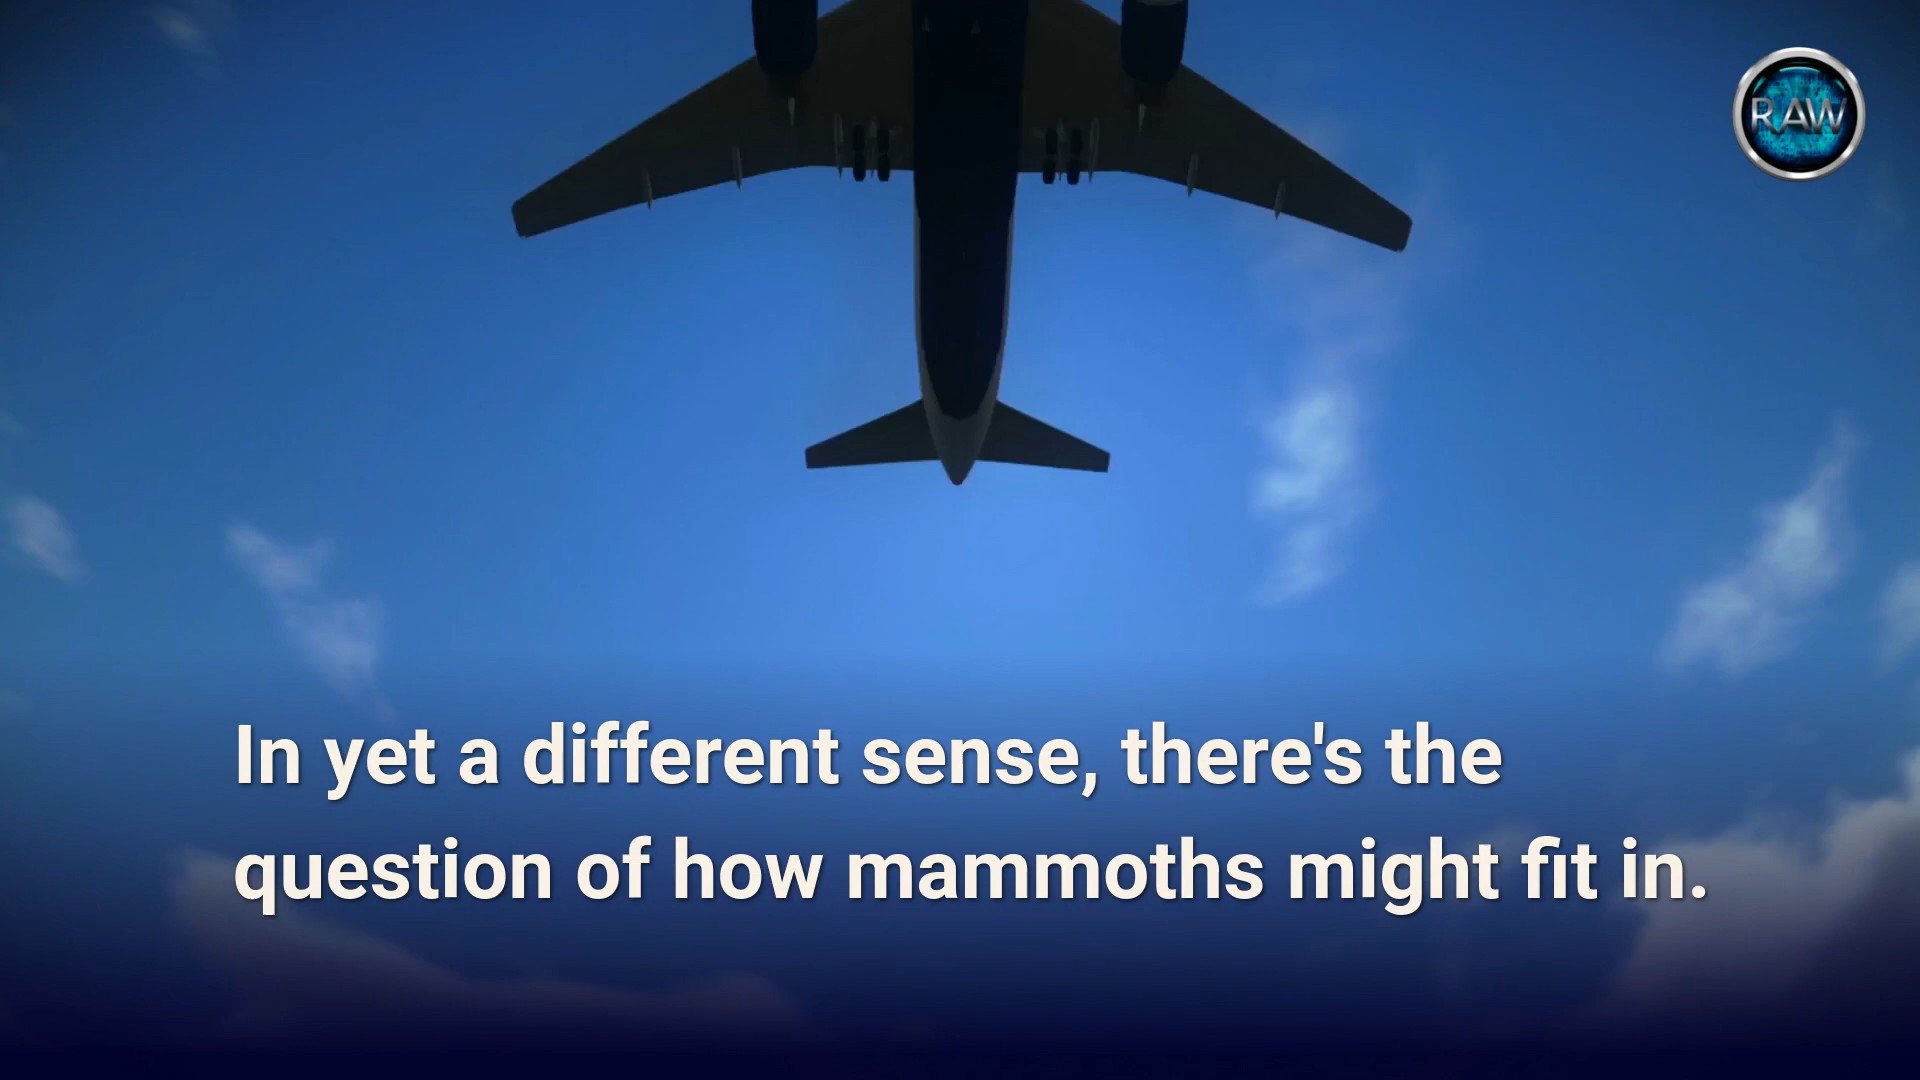 RAW
In yet a different sense, there's the
question of how mammoths might fit in.